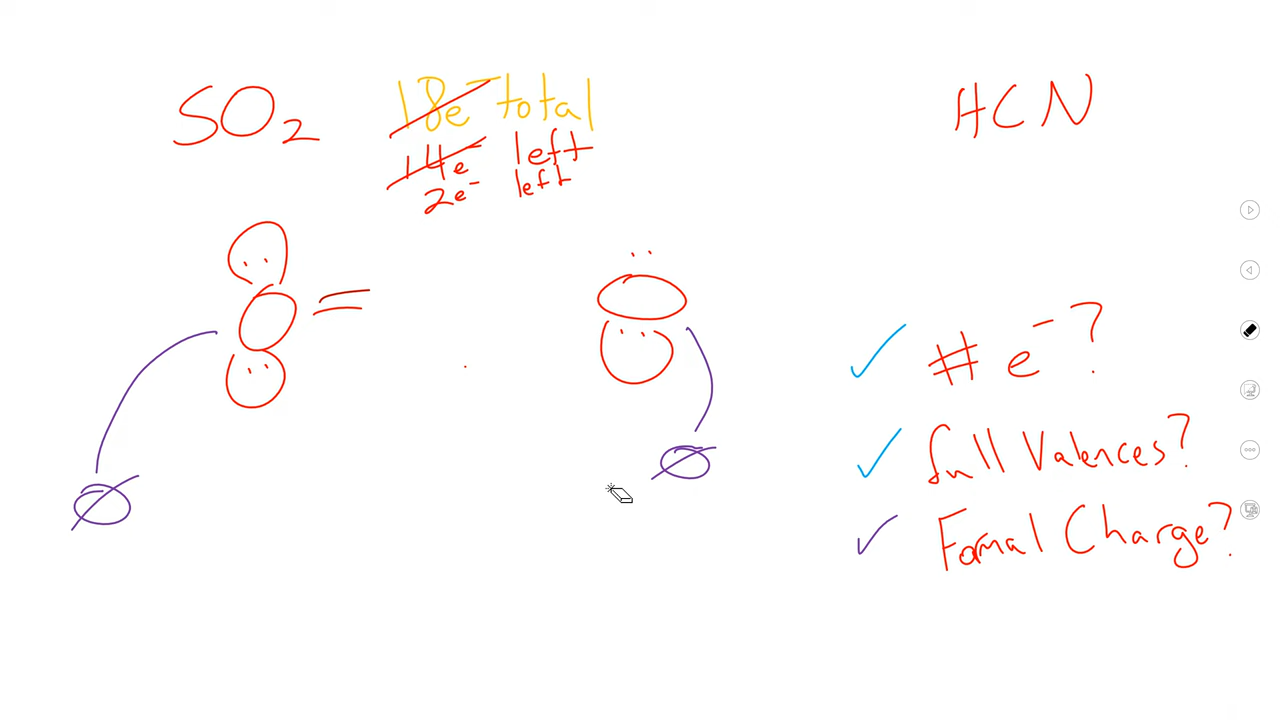 SO2
18e- total
14e- left
2e- left
HCN
O =
O
Ø
Ø
# e-?
full Valences?
Formal Charge?